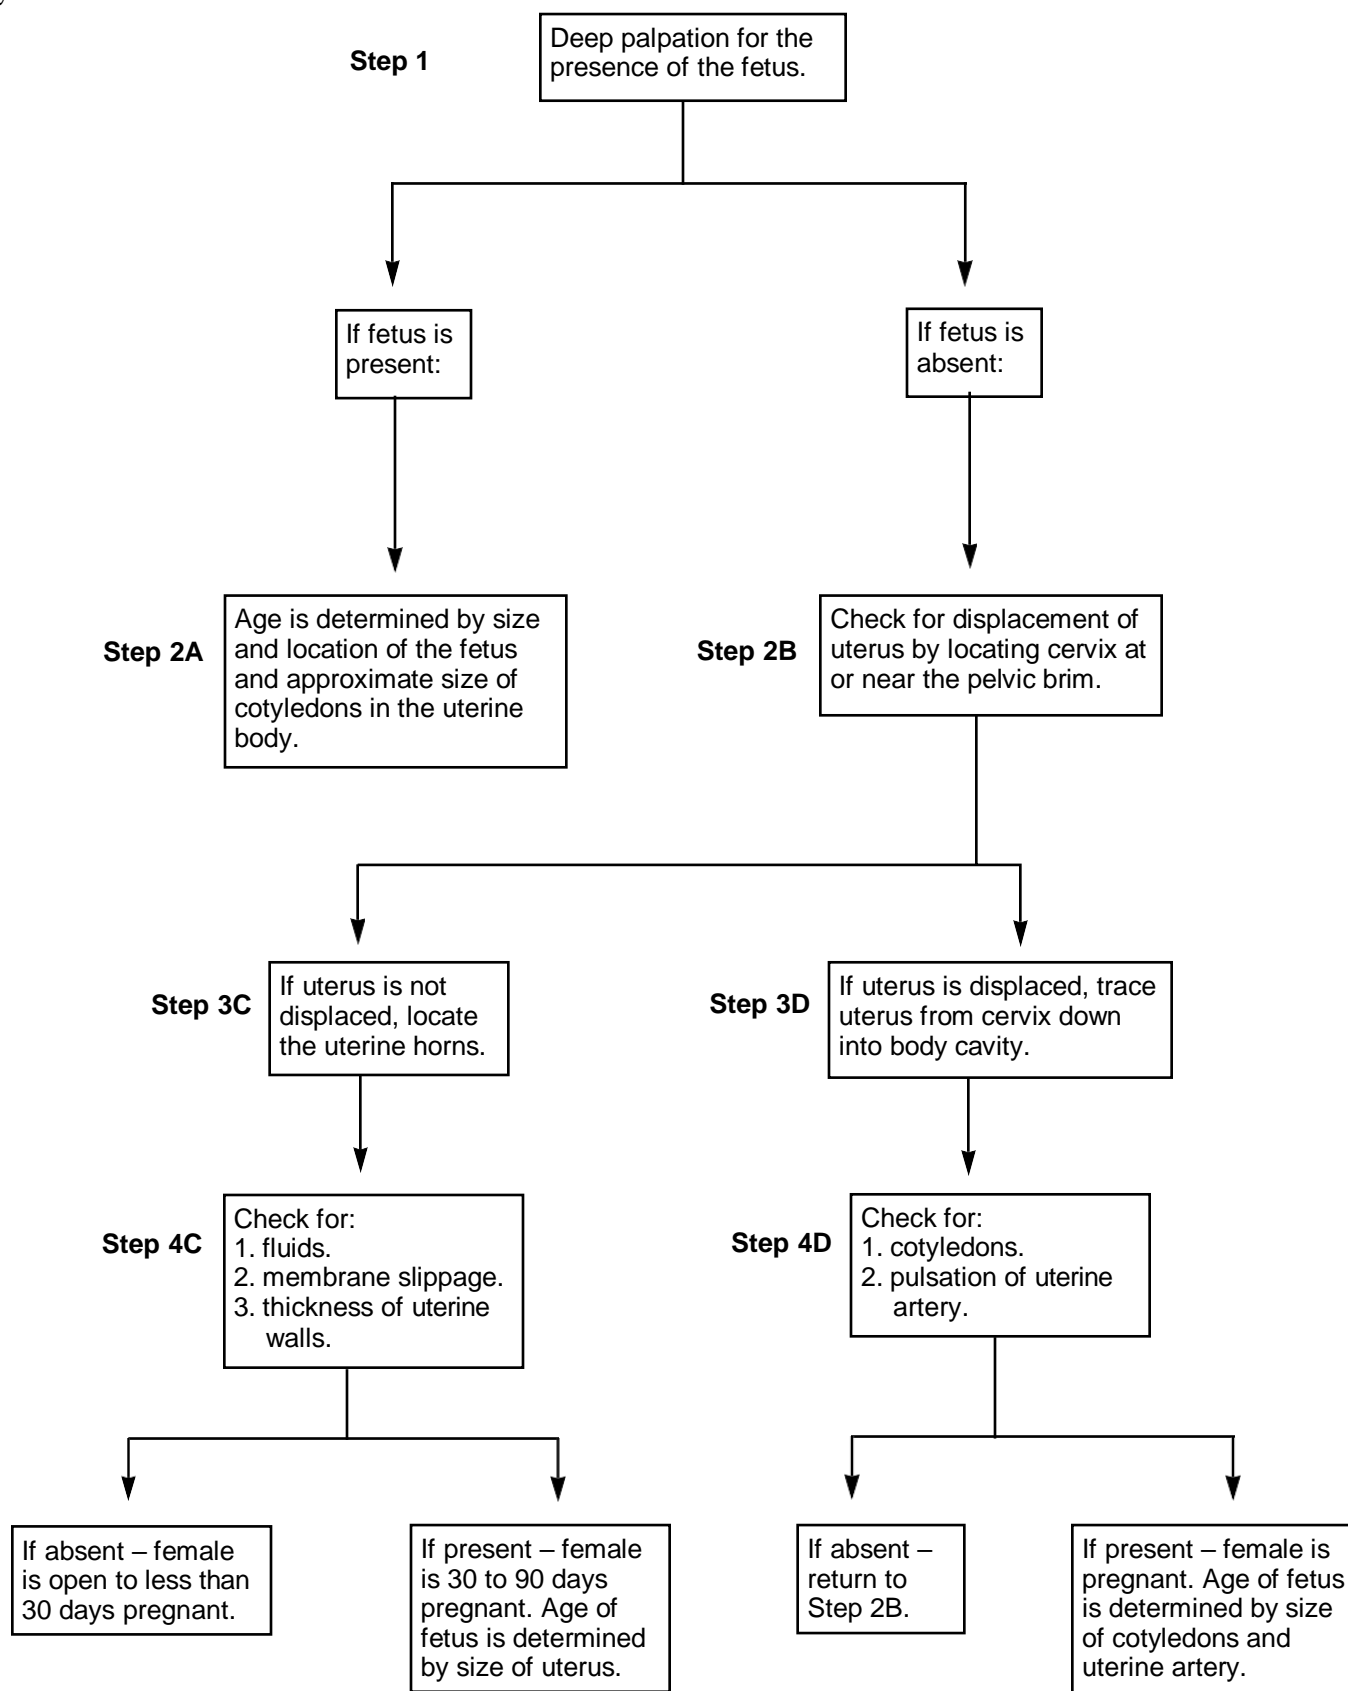 Step 1
Deep palpation for the
presence of the fetus.
If fetus is
present:
If fetus is
absent:
Step 2A
Age is determined by size
and location of the fetus
and approximate size of
cotyledons in the uterine
body.
Step 2B
Check for displacement of
uterus by locating cervix at
or near the pelvic brim.
Step 3C
If uterus is not
displaced, locate
the uterine horns.
Step 3D
If uterus is displaced, trace
uterus from cervix down
into body cavity.
Step 4C
Check for:
1. fluids.
2. membrane slippage.
3. thickness of uterine
walls.
Step 4D
Check for:
1. cotyledons.
2. pulsation of uterine
artery.
If absent – female
is open to less than
30 days pregnant.
If present – female
is 30 to 90 days
pregnant. Age of
fetus is determined
by size of uterus.
If absent –
return to
Step 2B.
If present – female is
pregnant. Age of fetus
is determined by size
of cotyledons and
uterine artery.